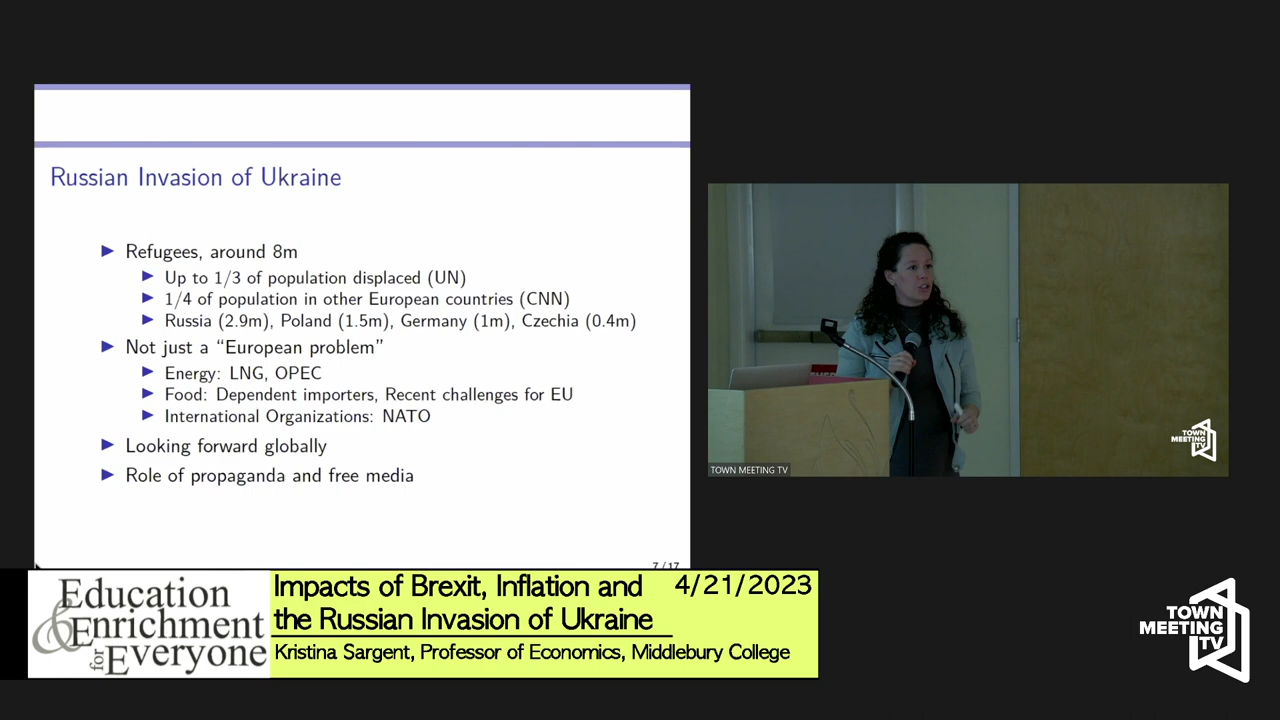 Russian Invasion of Ukraine
Refugees, around 8m
Up to 1/3 of population displaced (UN)
1/4 of population in other European countries (CNN)
Russia (2.9m), Poland (1.5m), Germany (1m), Czechia (0.4m)
Not just a “European problem”
Energy: LNG, OPEC
Food: Dependent importers, Recent challenges for EU
International Organizations: NATO
Looking forward globally
Role of propaganda and free media
7 / 17
TOWN
MEETING
TV
TOWN MEETING TV
Education
& Enrichment
for Everyone
Impacts of Brexit, Inflation and 4/21/2023
the Russian Invasion of Ukraine
Kristina Sargent, Professor of Economics, Middlebury College
TOWN
MEETING
TV